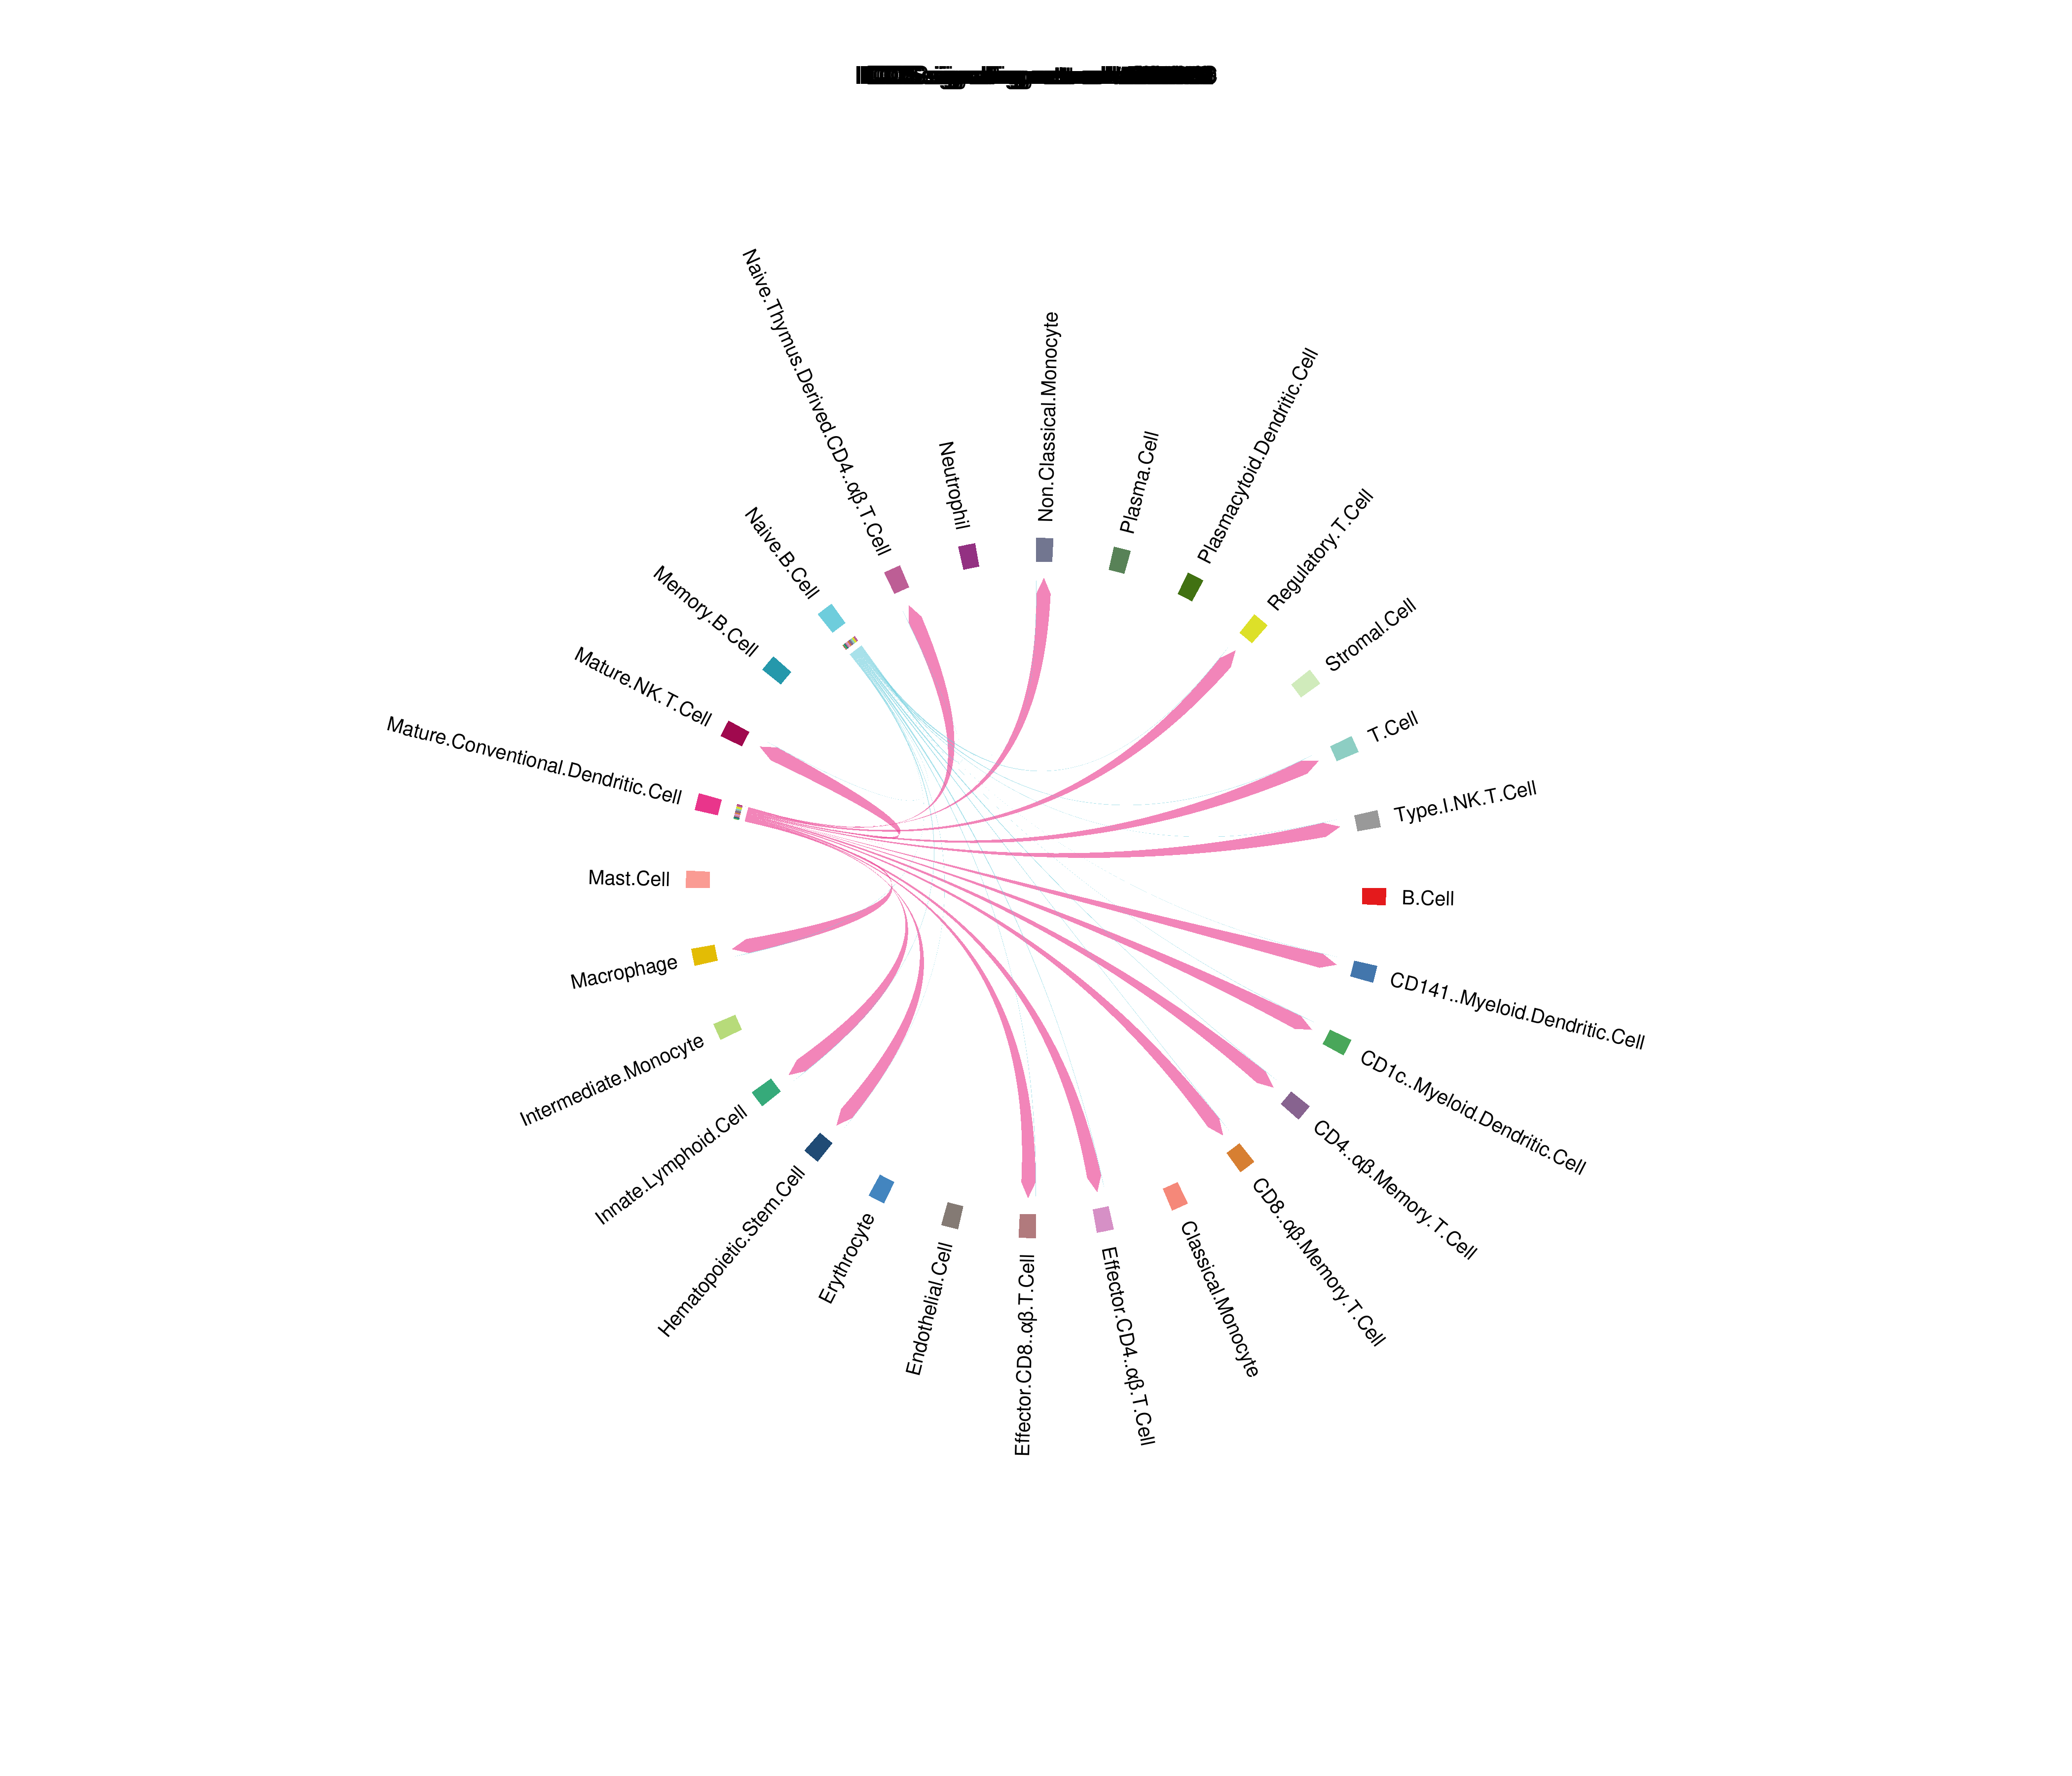 Non.Classical.Monocyte
Plasma.Cell
Plasmacytoid.Dendritic.Cell
Regulatory.T.Cell
Stromal.Cell
T.Cell
Type.I.NK.T.Cell
B.Cell
CD141..Myeloid.Dendritic.Cell
CD1c..Myeloid.Dendritic.Cell
CD4..αβ.Memory.T.Cell
CD8..αβ.Memory.T.Cell
Classical.Monocyte
Effector.CD4..αβ.T.Cell
Effector.CD8..αβ.T.Cell
Endothelial.Cell
Erythrocyte
Hematopoietic.Stem.Cell
Innate.Lymphoid.Cell
Intermediate.Monocyte
Macrophage
Mast.Cell
Mature.Conventional.Dendritic.Cell
Mature.NK.T.Cell
Memory.B.Cell
Naive.B.Cell
Naive.Thymus.Derived.CD4..αβ.T.Cell
Neutrophil